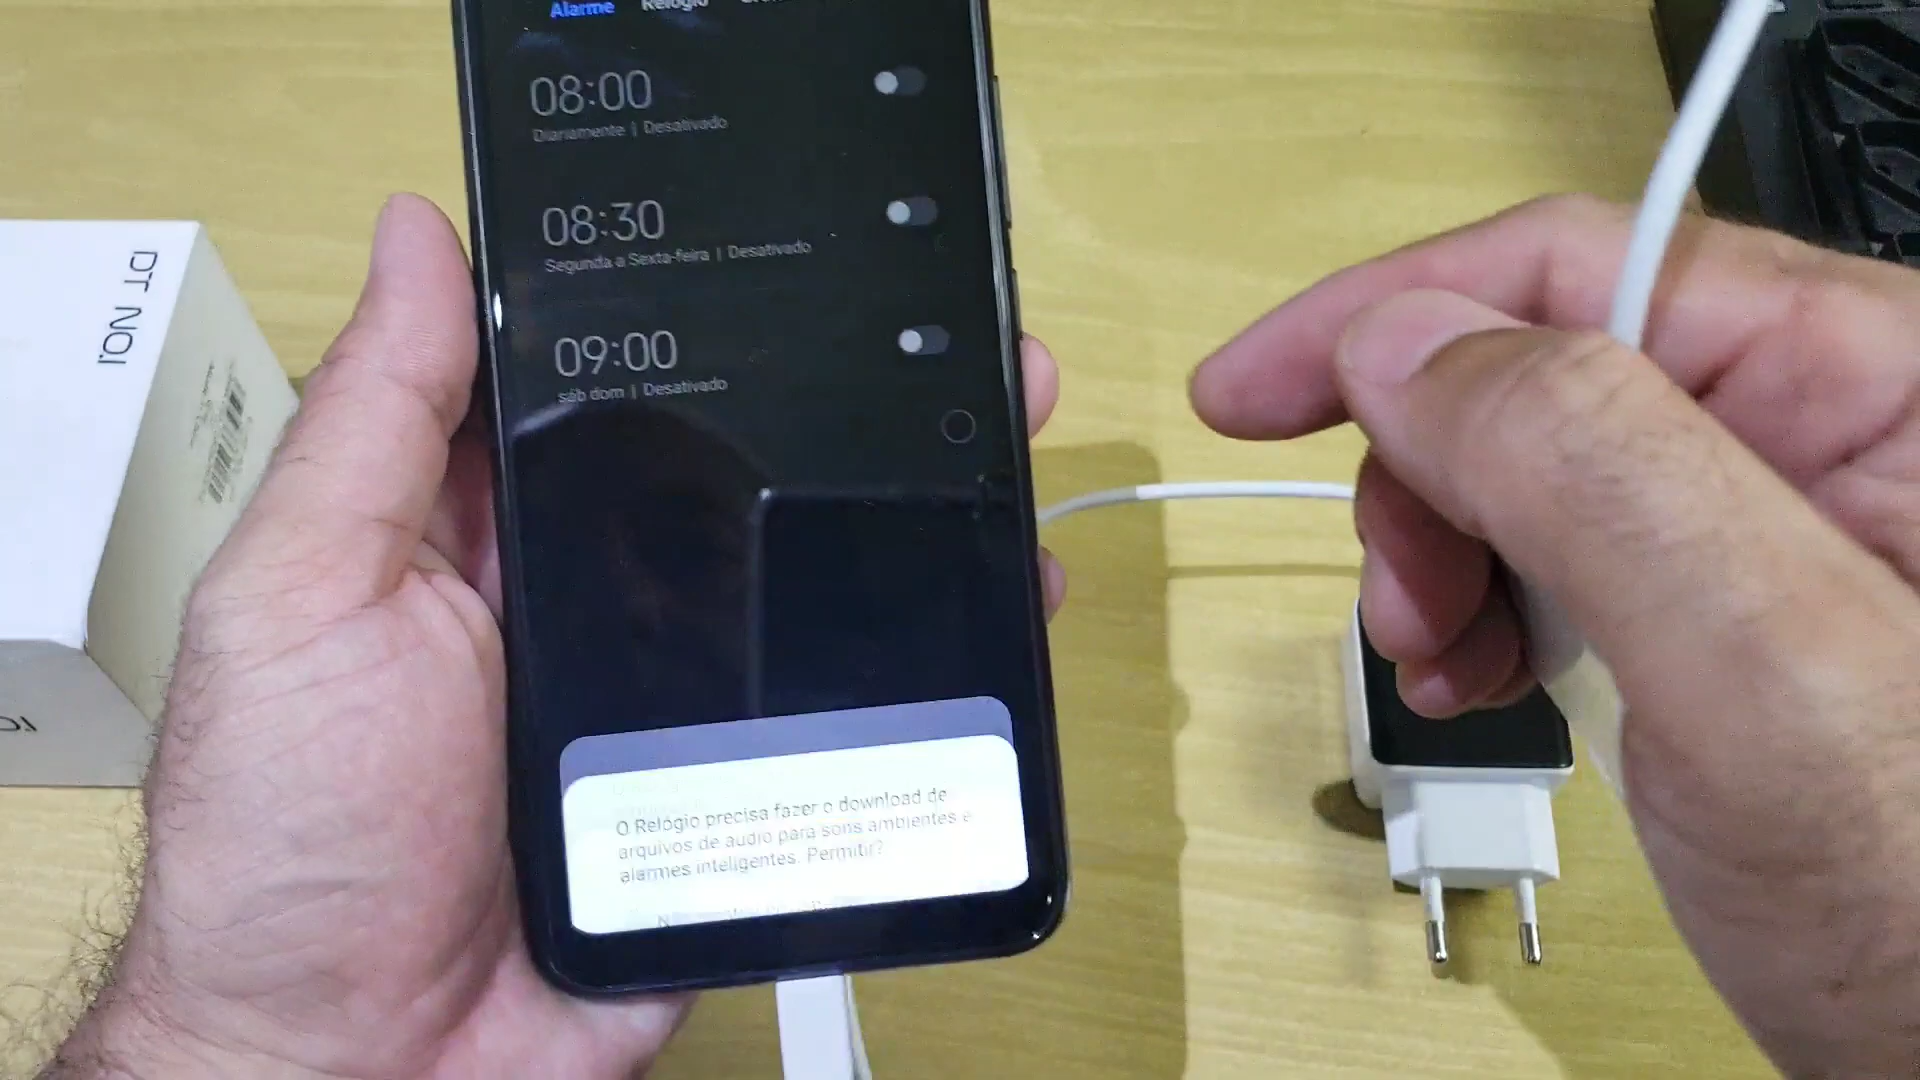 Alarme Relógio
08:00
Diariamente | Desativado
08:30
Segunda a Sexta-feira | Desativado
09:00
sáb dom | Desativado
O Relógio precisa fazer o download de
arquivos de áudio para sons ambientes e
alarmes inteligentes. Permitir?
DT NO.1